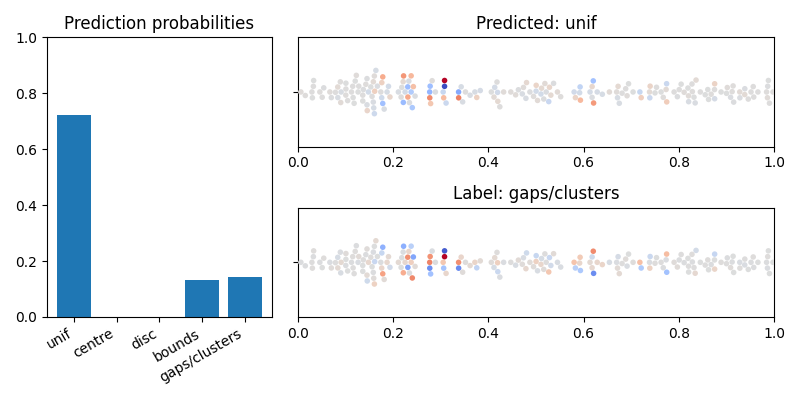 Prediction probabilities
1.0
0.8
0.6
0.4
0.2
0.0
unif
centre
disc
bounds
gaps/clusters
Predicted: unif
0.0 0.2 0.4 0.6 0.8 1.0
Label: gaps/clusters
0.0 0.2 0.4 0.6 0.8 1.0